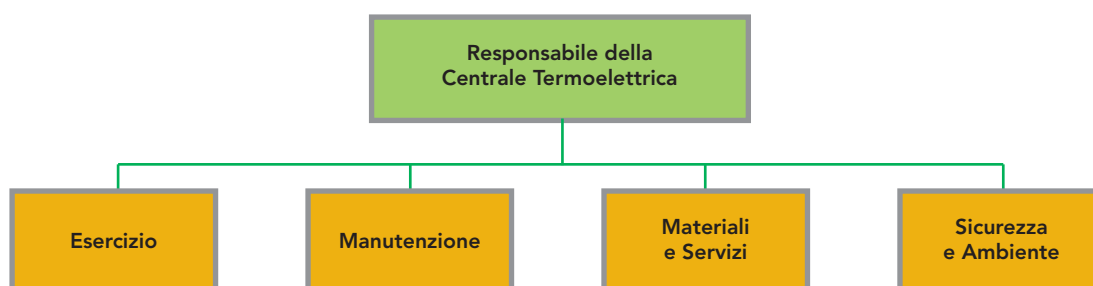 Responsabile della
Centrale Termoelettrica
Esercizio
Manutenzione
Materiali
e Servizi
Sicurezza
e Ambiente